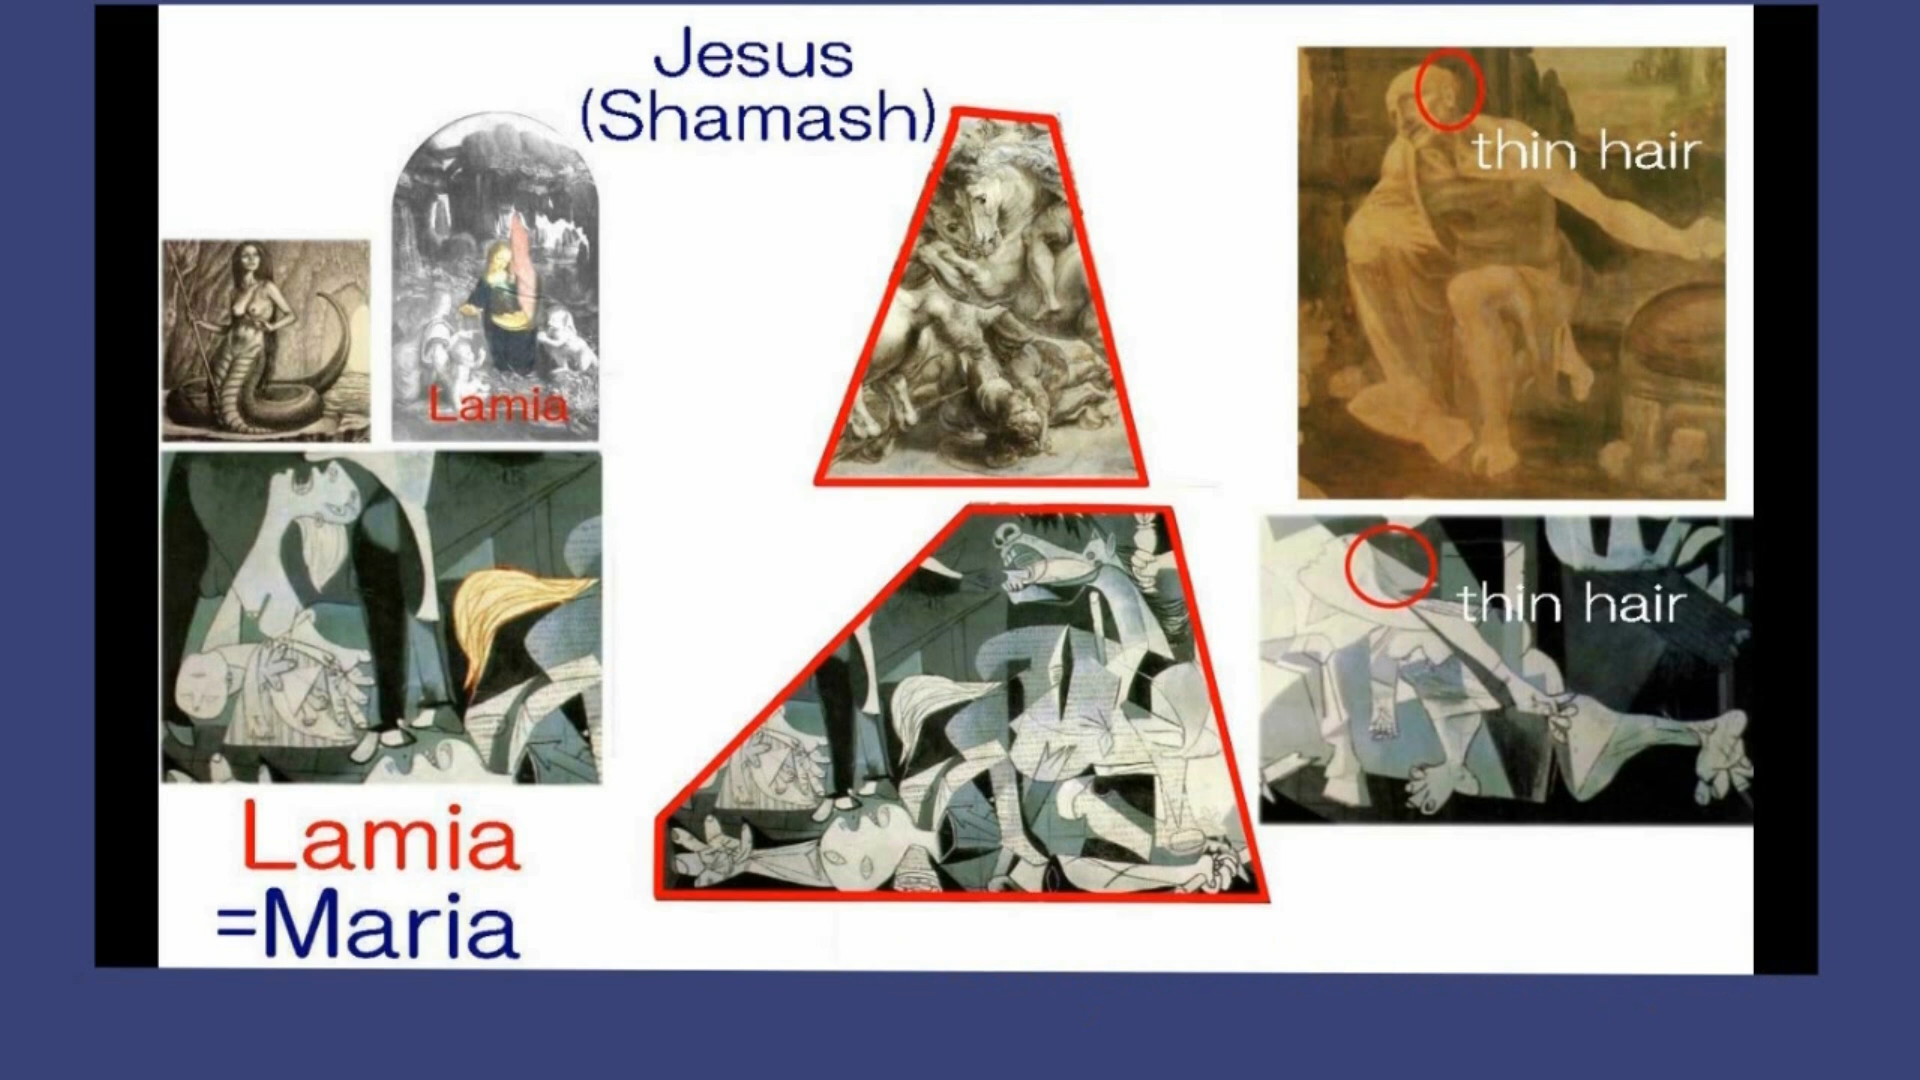 Jesus
(Shamash)
thin hair
Lamia
thin hair
Lamia
=Maria